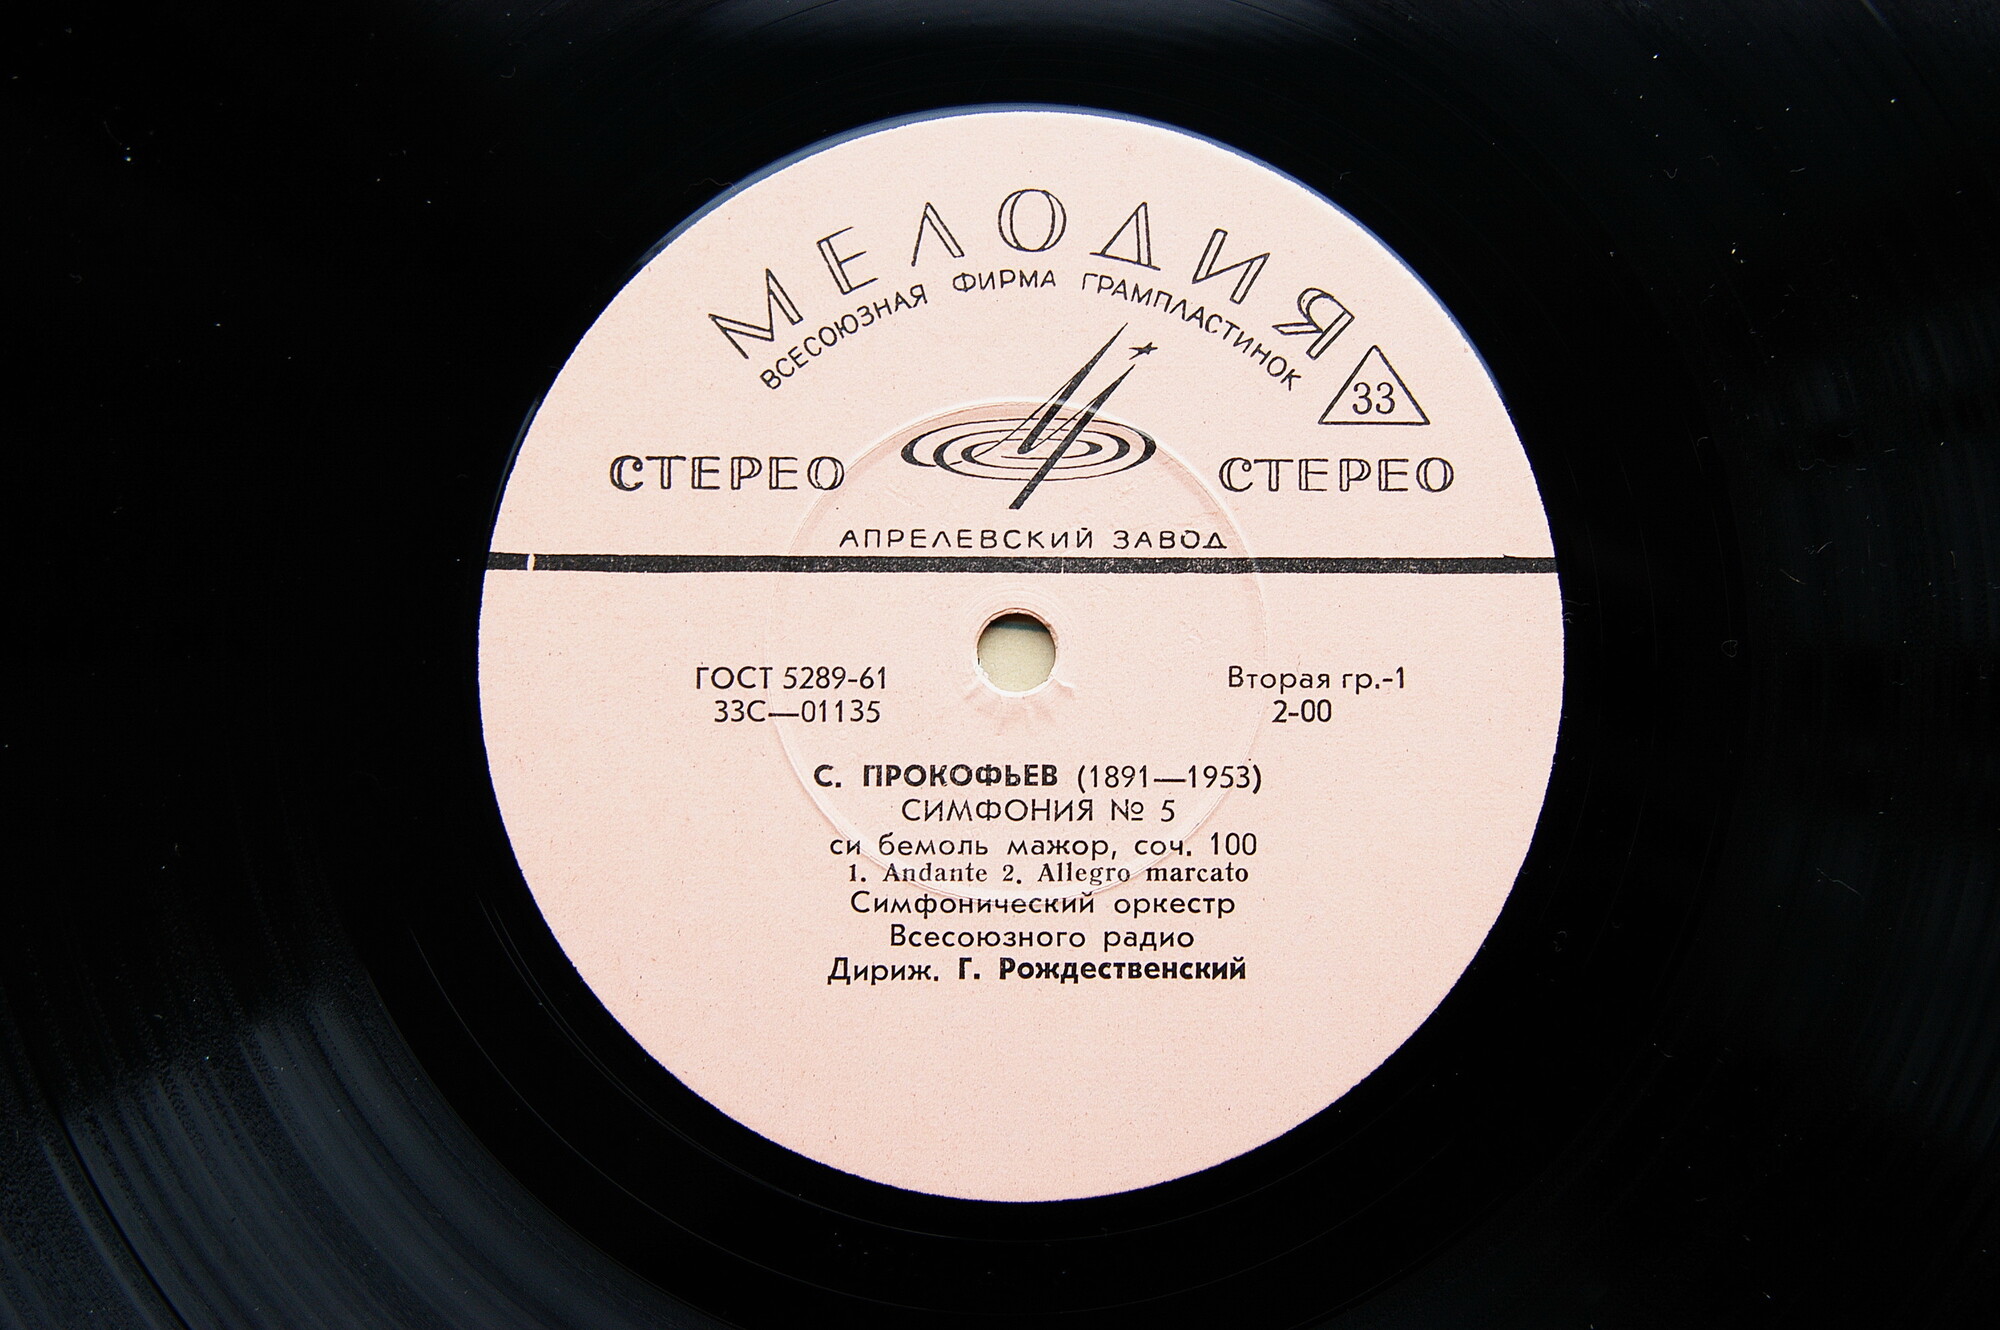 МЕЛОДИЯ
ВСЕСОЮЗНАЯ ФИРМА ГРАМПЛАСТИНОК
33
СТЕРЕО СТЕРЕО
АПРЕЛЕВСКИЙ ЗАВОД
ГОСТ 5289-61 Вторая гр.-1
33С—01135 2-00
С. ПРОКОФЬЕВ (1891—1953)
СИМФОНИЯ № 5
си бемоль мажор, соч. 100
1. Andante 2. Allegro marcato
Симфонический оркестр
Всесоюзного радио
Дириж. Г. Рождественский